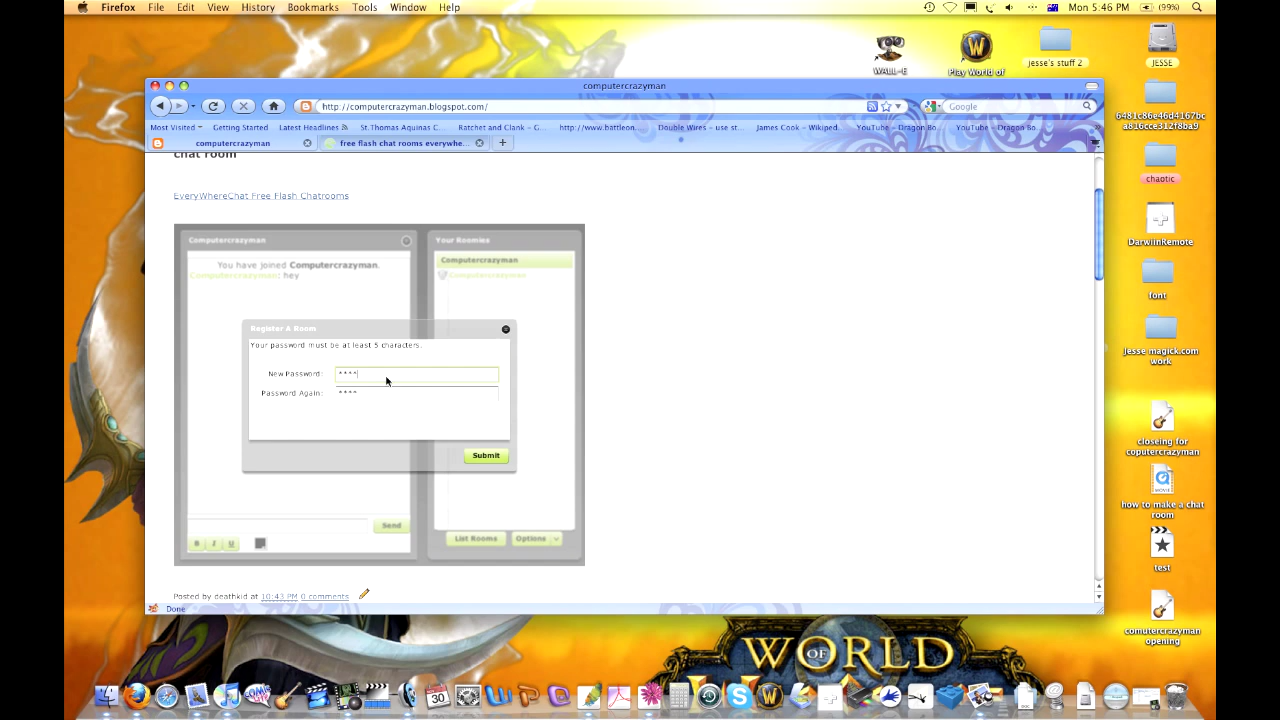 Firefox File Edit View History Bookmarks Tools Window Help
Mon 5:46 PM (99%)
WALL-E
Play World of
jesse's stuff 2
JESSE
computercrazyman
http://computercrazyman.blogspot.com/
Google
Most Visited Getting Started Latest Headlines St.Thomas Aquinas C... Ratchet and Clank – G... http://www.battleon... Double Wires – use st... James Cook – Wikiped... YouTube – Dragon Bo... YouTube – Dragon Bo
computercrazyman
free flash chat rooms everywhe...
6481c86e46d4167bc
a816cce312f8ba9
chat room
chaotic
EveryWhereChat Free Flash Chatrooms
DarwiinRemote
Computercrazyman
Your Roomies
You have joined Computercrazyman.
Computercrazyman: hey
Computercrazyman
Computercrazyman
font
Register A Room
Your password must be at least 5 characters.
New Password: ****
Password Again: ****
Submit
jesse magick.com
work
closeing for
coputercrazyman
how to make a chat
room
Send
B I U
List Rooms
Options
test
Posted by deathkid at 10:43 PM 0 comments
Done
comutercrazyman
opening
WORLD
OF
30